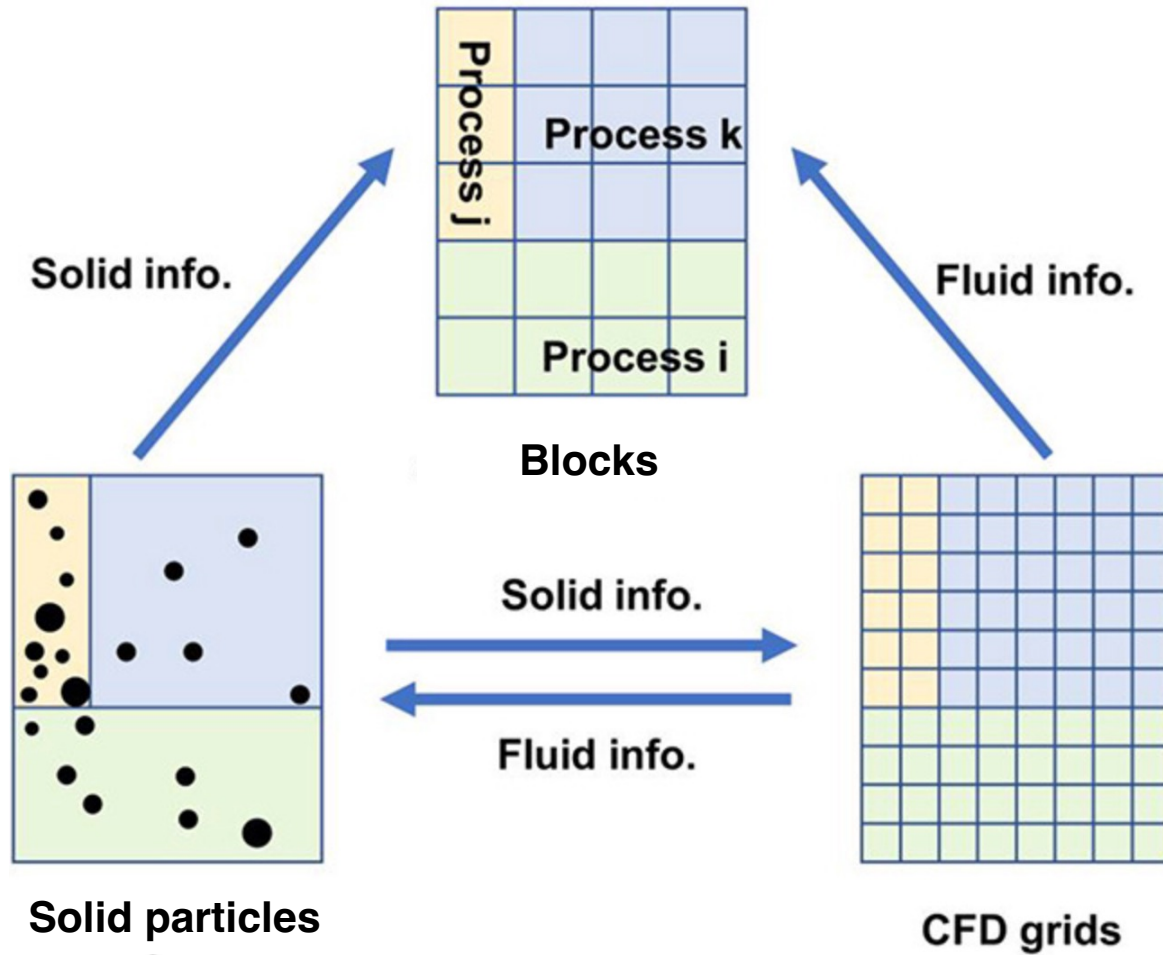 Process j
Process k
Process i
Blocks
Solid info.
Fluid info.
Solid info.
Fluid info.
Solid particles
CFD grids